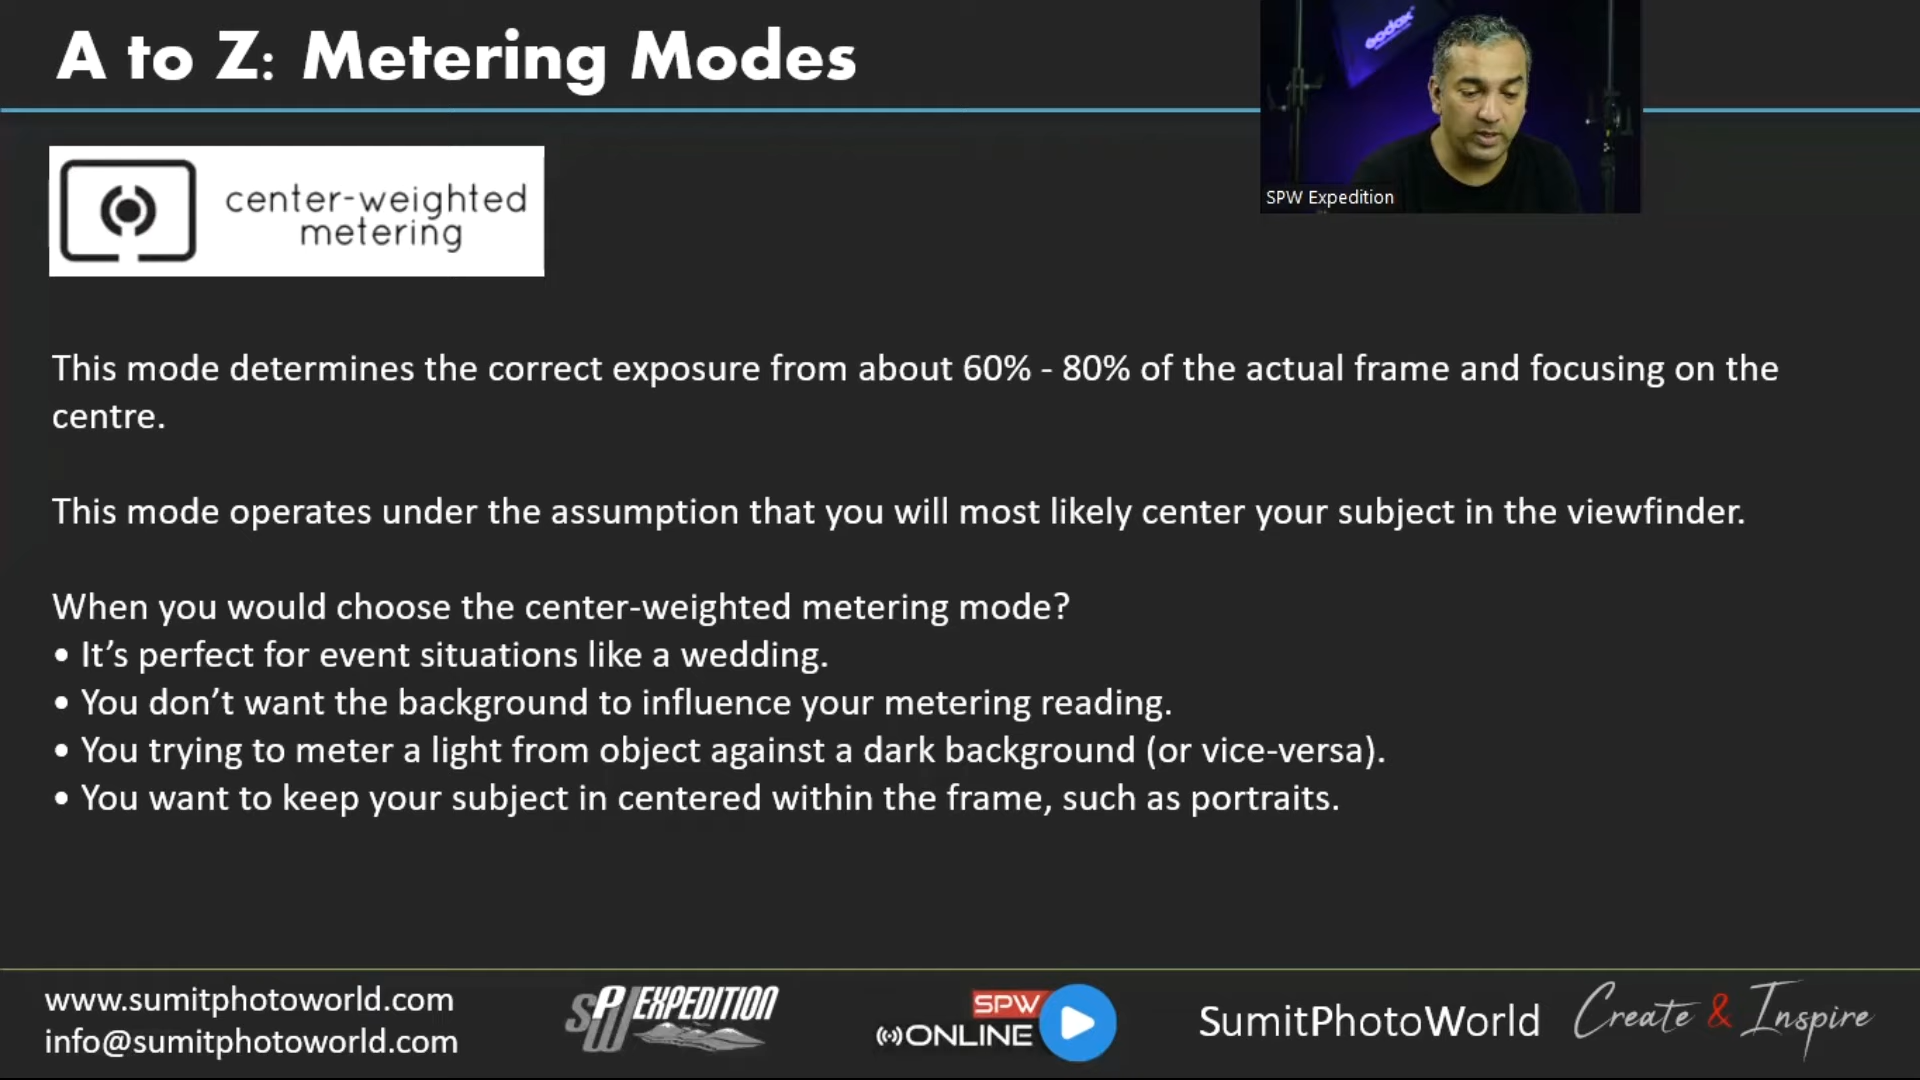 A to Z: Metering Modes
godox
SPW Expedition
center-weighted
metering
This mode determines the correct exposure from about 60% - 80% of the actual frame and focusing on the
centre.
This mode operates under the assumption that you will most likely center your subject in the viewfinder.
When you would choose the center-weighted metering mode?
• It’s perfect for event situations like a wedding.
• You don’t want the background to influence your metering reading.
• You trying to meter a light from object against a dark background (or vice-versa).
• You want to keep your subject in centered within the frame, such as portraits.
www.sumitphotoworld.com
info@sumitphotoworld.com
SPW EXPEDITION
SPW
ONLINE
SumitPhotoWorld
Create & Inspire